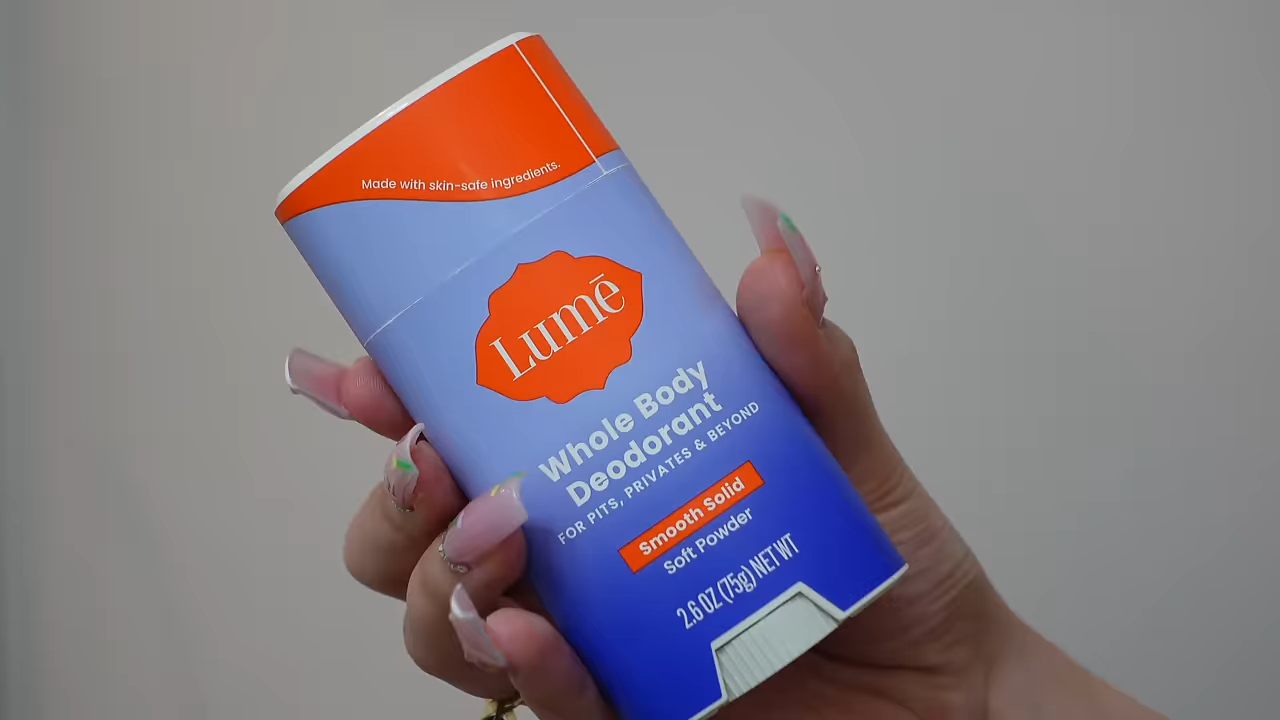 Made with skin-safe ingredients.
Lumē
Whole Body
Deodorant
FOR PITS, PRIVATES & BEYOND
Smooth Solid
Soft Powder
2.6 OZ (75g) NET WT